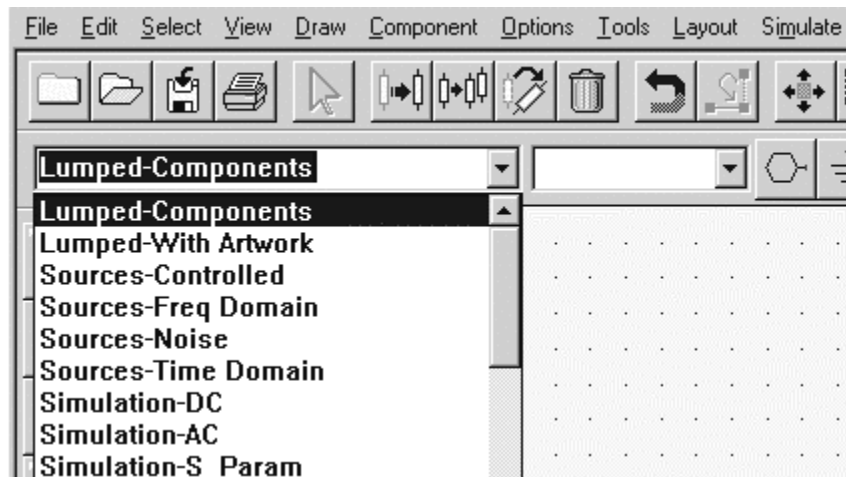 File Edit Select View Draw Component Options Tools Layout Simulate
Lumped-Components
Lumped-Components
Lumped-With Artwork
Sources-Controlled
Sources-Freq Domain
Sources-Noise
Sources-Time Domain
Simulation-DC
Simulation-AC
Simulation-S_Param